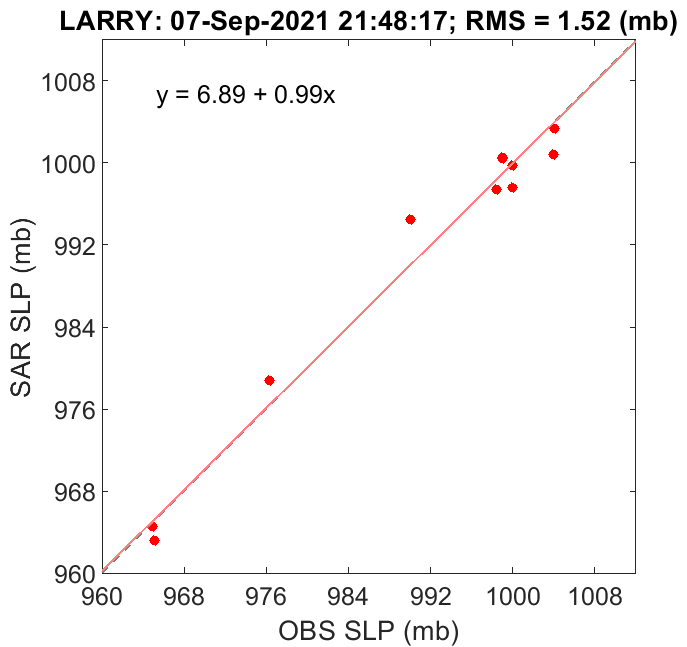 LARRY: 07-Sep-2021 21:48:17; RMS = 1.52 (mb)
y = 6.89 + 0.99x
1008
1000
992
984
976
968
960
SAR SLP (mb)
960 968 976 984 992 1000 1008
OBS SLP (mb)